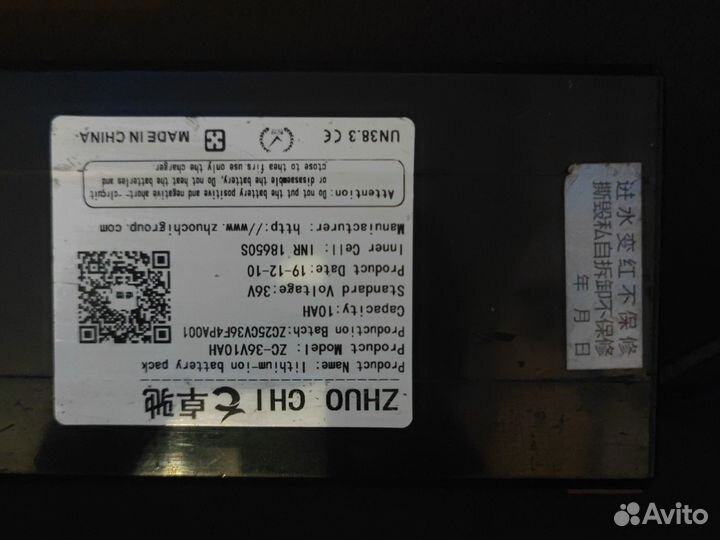 ZHUO CHI 卓驰
Product Name: lithium-ion battery pack
Product Model: ZC-36V10AH
Production Batch:ZC25CV36F4PA001
Capacity:10AH
Standard Voltage:36V
Product Date:19-12-10
Inner Cell: INR 18650S
Manufacturer: http://www.zhuochigroup.com
Attention: Do not put the battery positive and negative short-circuit
or disassemble the battery, Do not heat the batteries and
close to thea firs use only the charger
UN38.3 CE MADE IN CHINA
进水变红不保修
撕毁私自拆卸不保修
年 月 日
Avito